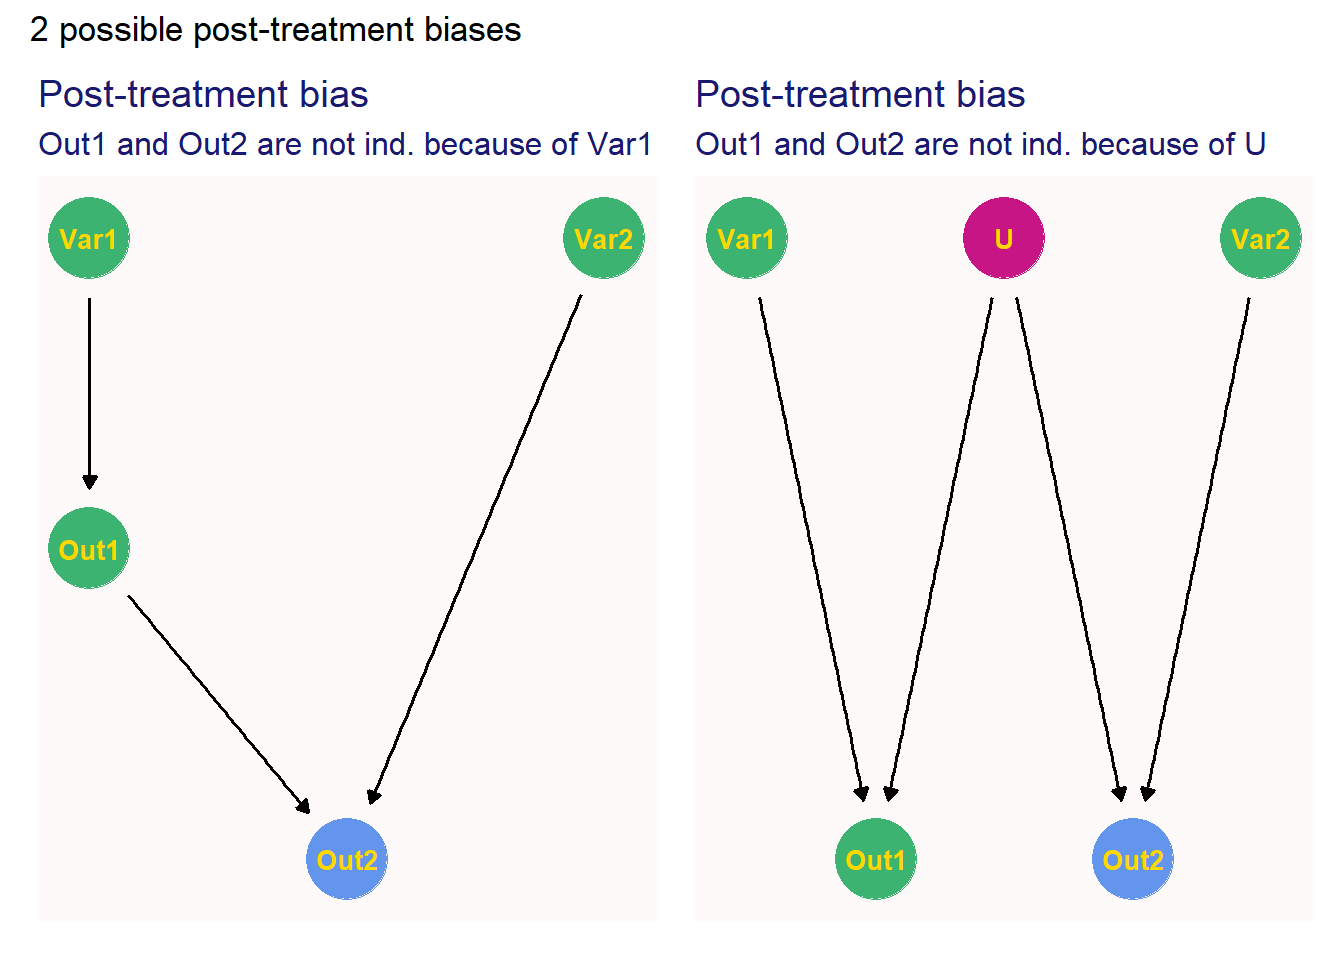 2 possible post-treatment biases
Post-treatment bias
Out1 and Out2 are not ind. because of Var1
Var1
Var2
Out1
Out2
Post-treatment bias
Out1 and Out2 are not ind. because of U
Var1
U
Var2
Out1
Out2